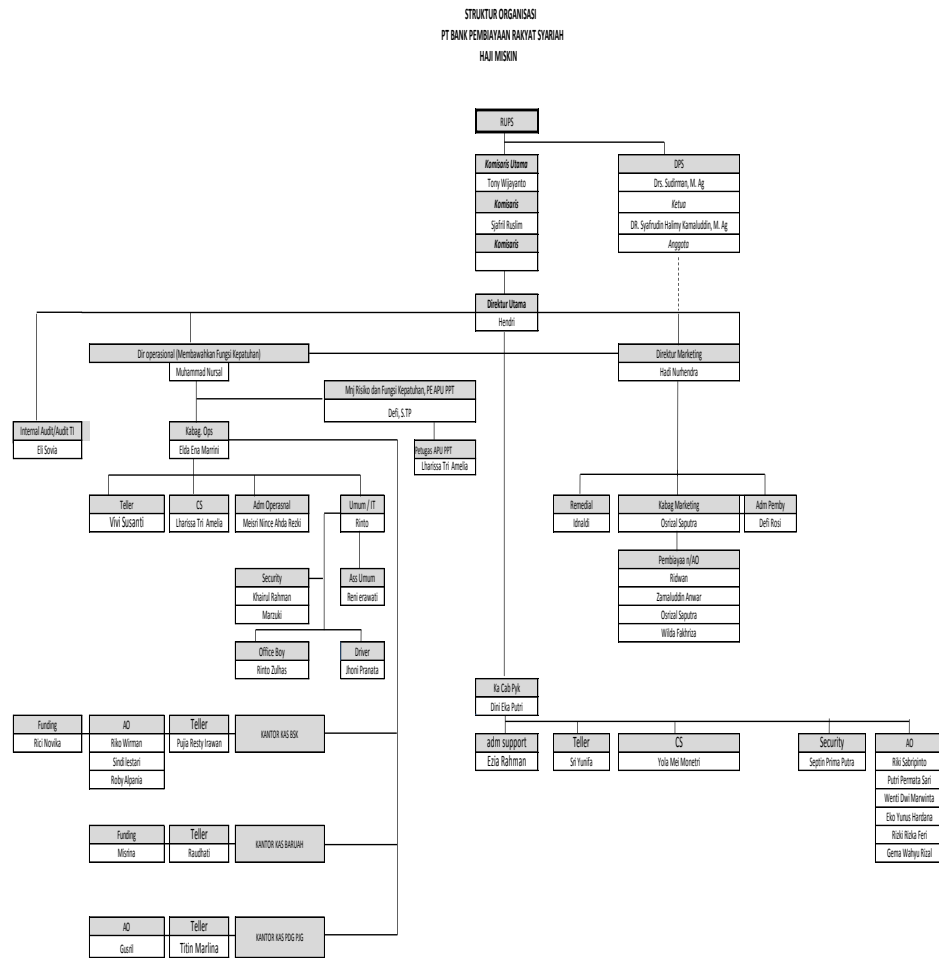 STRUKTUR ORGANISASI
PT BANK PEMBIAYAAN RAKYAT SYARIAH
HAJI MISKIN
RUPS
Komisaris Utama
Tony Wijayanto
Komisaris
Sjafril Ruslim
Komisaris
DPS
Drs. Sudirman, M. Ag
Ketua
DR. Syafrudin Halimy Kamaluddin, M. Ag
Anggota
Direktur Utama
Hendri
Dir operasional (Membawahkan Fungsi Kepatuhan)
Muhammad Nursal
Direktur Marketing
Hadi Nurhendra
Mnj Risiko dan Fungsi Kepatuhan, PE APU PPT
Defi, S.TP
Internal Audit/Audit TI
Eli Sovia
Kabag. Ops
Elda Ena Marrini
Petugas APU PPT
Lharissa Tri Amelia
Teller
Vivi Susanti
CS
Lharissa Tri Amelia
Adm Operasnal
Meisri Nince Ahda Rezki
Umum / IT
Rinto
Remedial
Idnaldi
Kabag Marketing
Osrizal Saputra
Adm Pemby
Defi Rosi
Security
Khairul Rahman
Marzuki
Ass Umum
Reni erawati
Pembiayaa n/AO
Ridwan
Zamaluddin Anwar
Osrizal Saputra
Wilda Fakhriza
Office Boy
Rinto Zulhas
Driver
Jhoni Pranata
Ka Cab Pyk
Dini Eka Putri
Funding
Rici Novika
AO
Riko Wirman
Sindi lestari
Roby Alpania
Teller
Pujia Resty Irawan
KANTOR KAS BSK
adm support
Ezia Rahman
Teller
Sri Yunifa
CS
Yola Mei Monetri
Security
Septin Prima Putra
AO
Riki Sabripinto
Putri Permata Sari
Wenti Dwi Marwinta
Eko Yunus Hardana
Rizki Rizka Feri
Gema Wahyu Rizal
Funding
Misrina
Teller
Raudhati
KANTOR KAS BARUAH
AO
Gusril
Teller
Titin Marlina
KANTOR KAS PDG PJG